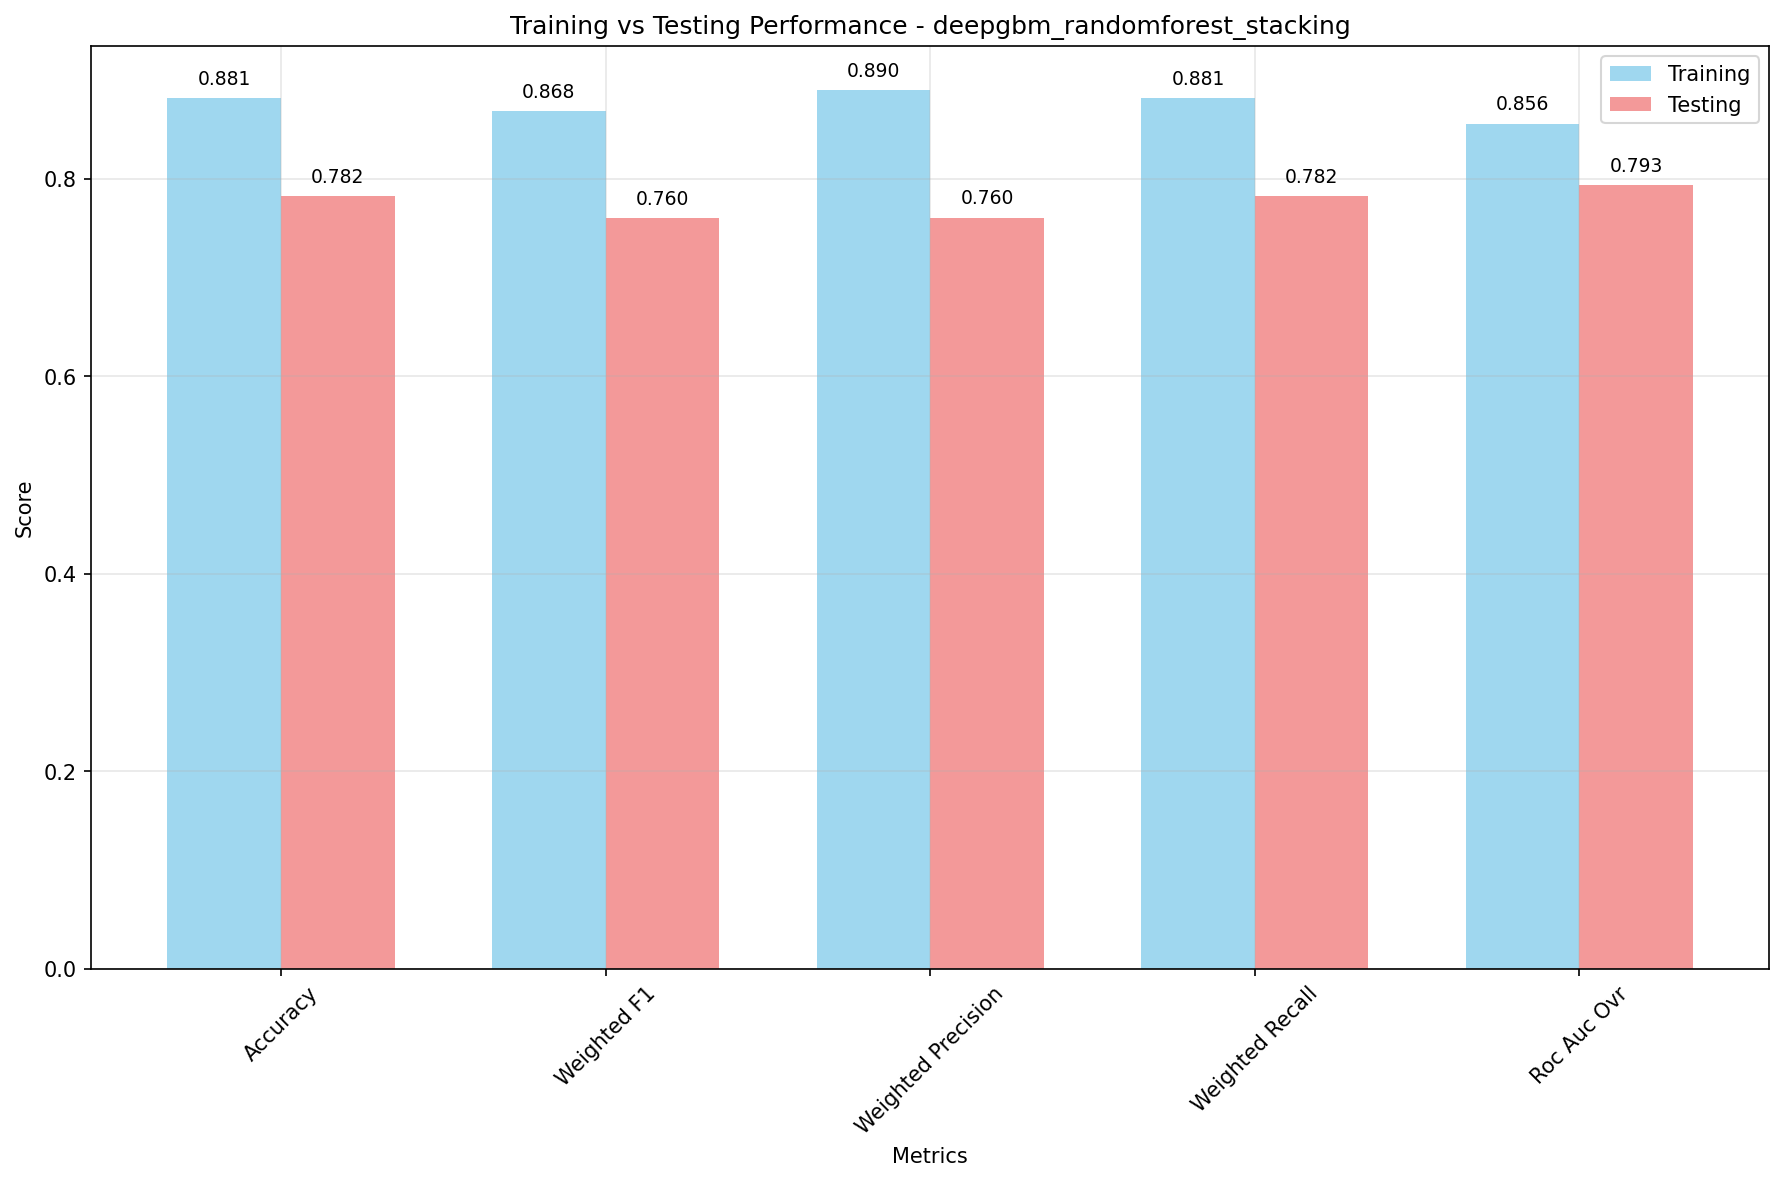 Training vs Testing Performance - deepgbm_randomforest_stacking
Training
Testing
0.881
0.782
0.868
0.760
0.890
0.760
0.881
0.782
0.856
0.793
Score
0.8
0.6
0.4
0.2
0.0
Accuracy
Weighted F1
Weighted Precision
Weighted Recall
Roc Auc Ovr
Metrics